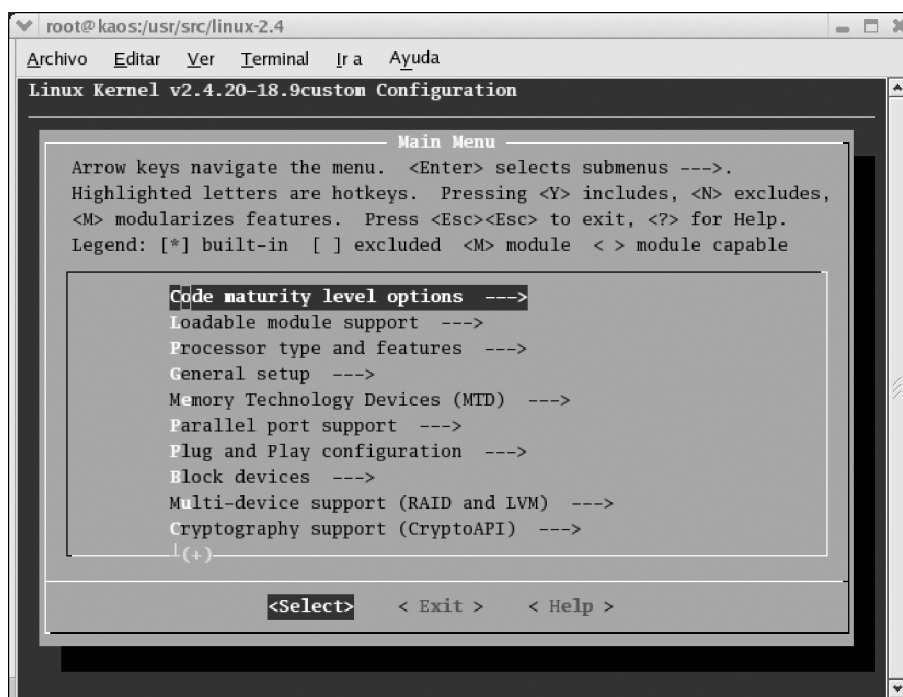 root@kaos:/usr/src/linux-2.4
Archivo Editar Ver Terminal Ir a Ayuda
Linux Kernel v2.4.20-18.9custom Configuration
Main Menu
Arrow keys navigate the menu. <Enter> selects submenus --->.
Highlighted letters are hotkeys. Pressing <Y> includes, <N> excludes,
<M> modularizes features. Press <Esc><Esc> to exit, <?> for Help.
Legend: [*] built-in [ ] excluded <M> module < > module capable
Code maturity level options --->
Loadable module support --->
Processor type and features --->
General setup --->
Memory Technology Devices (MTD) --->
Parallel port support --->
Plug and Play configuration --->
Block devices --->
Multi-device support (RAID and LVM) --->
Cryptography support (CryptoAPI) --->
(+)
<Select> < Exit > < Help >